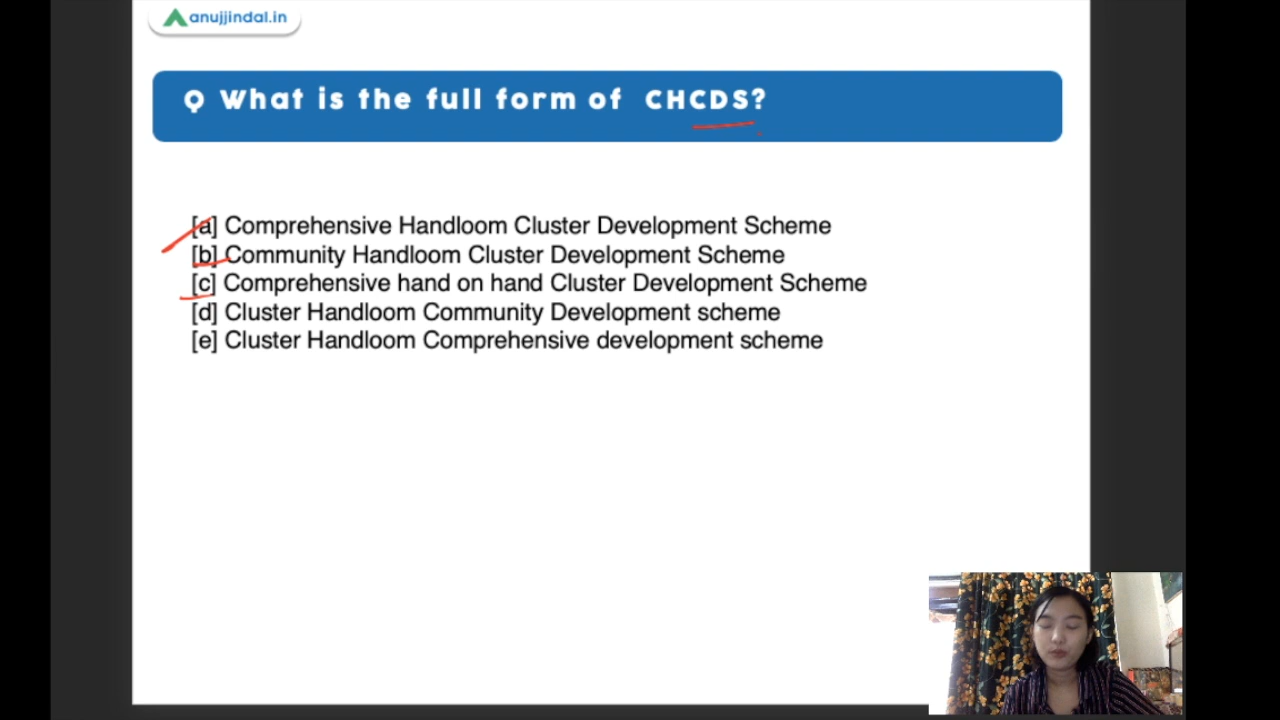 anujjindal.in
Q What is the full form of CHCDS?
[a] Comprehensive Handloom Cluster Development Scheme
[b] Community Handloom Cluster Development Scheme
[c] Comprehensive hand on hand Cluster Development Scheme
[d] Cluster Handloom Community Development scheme
[e] Cluster Handloom Comprehensive development scheme